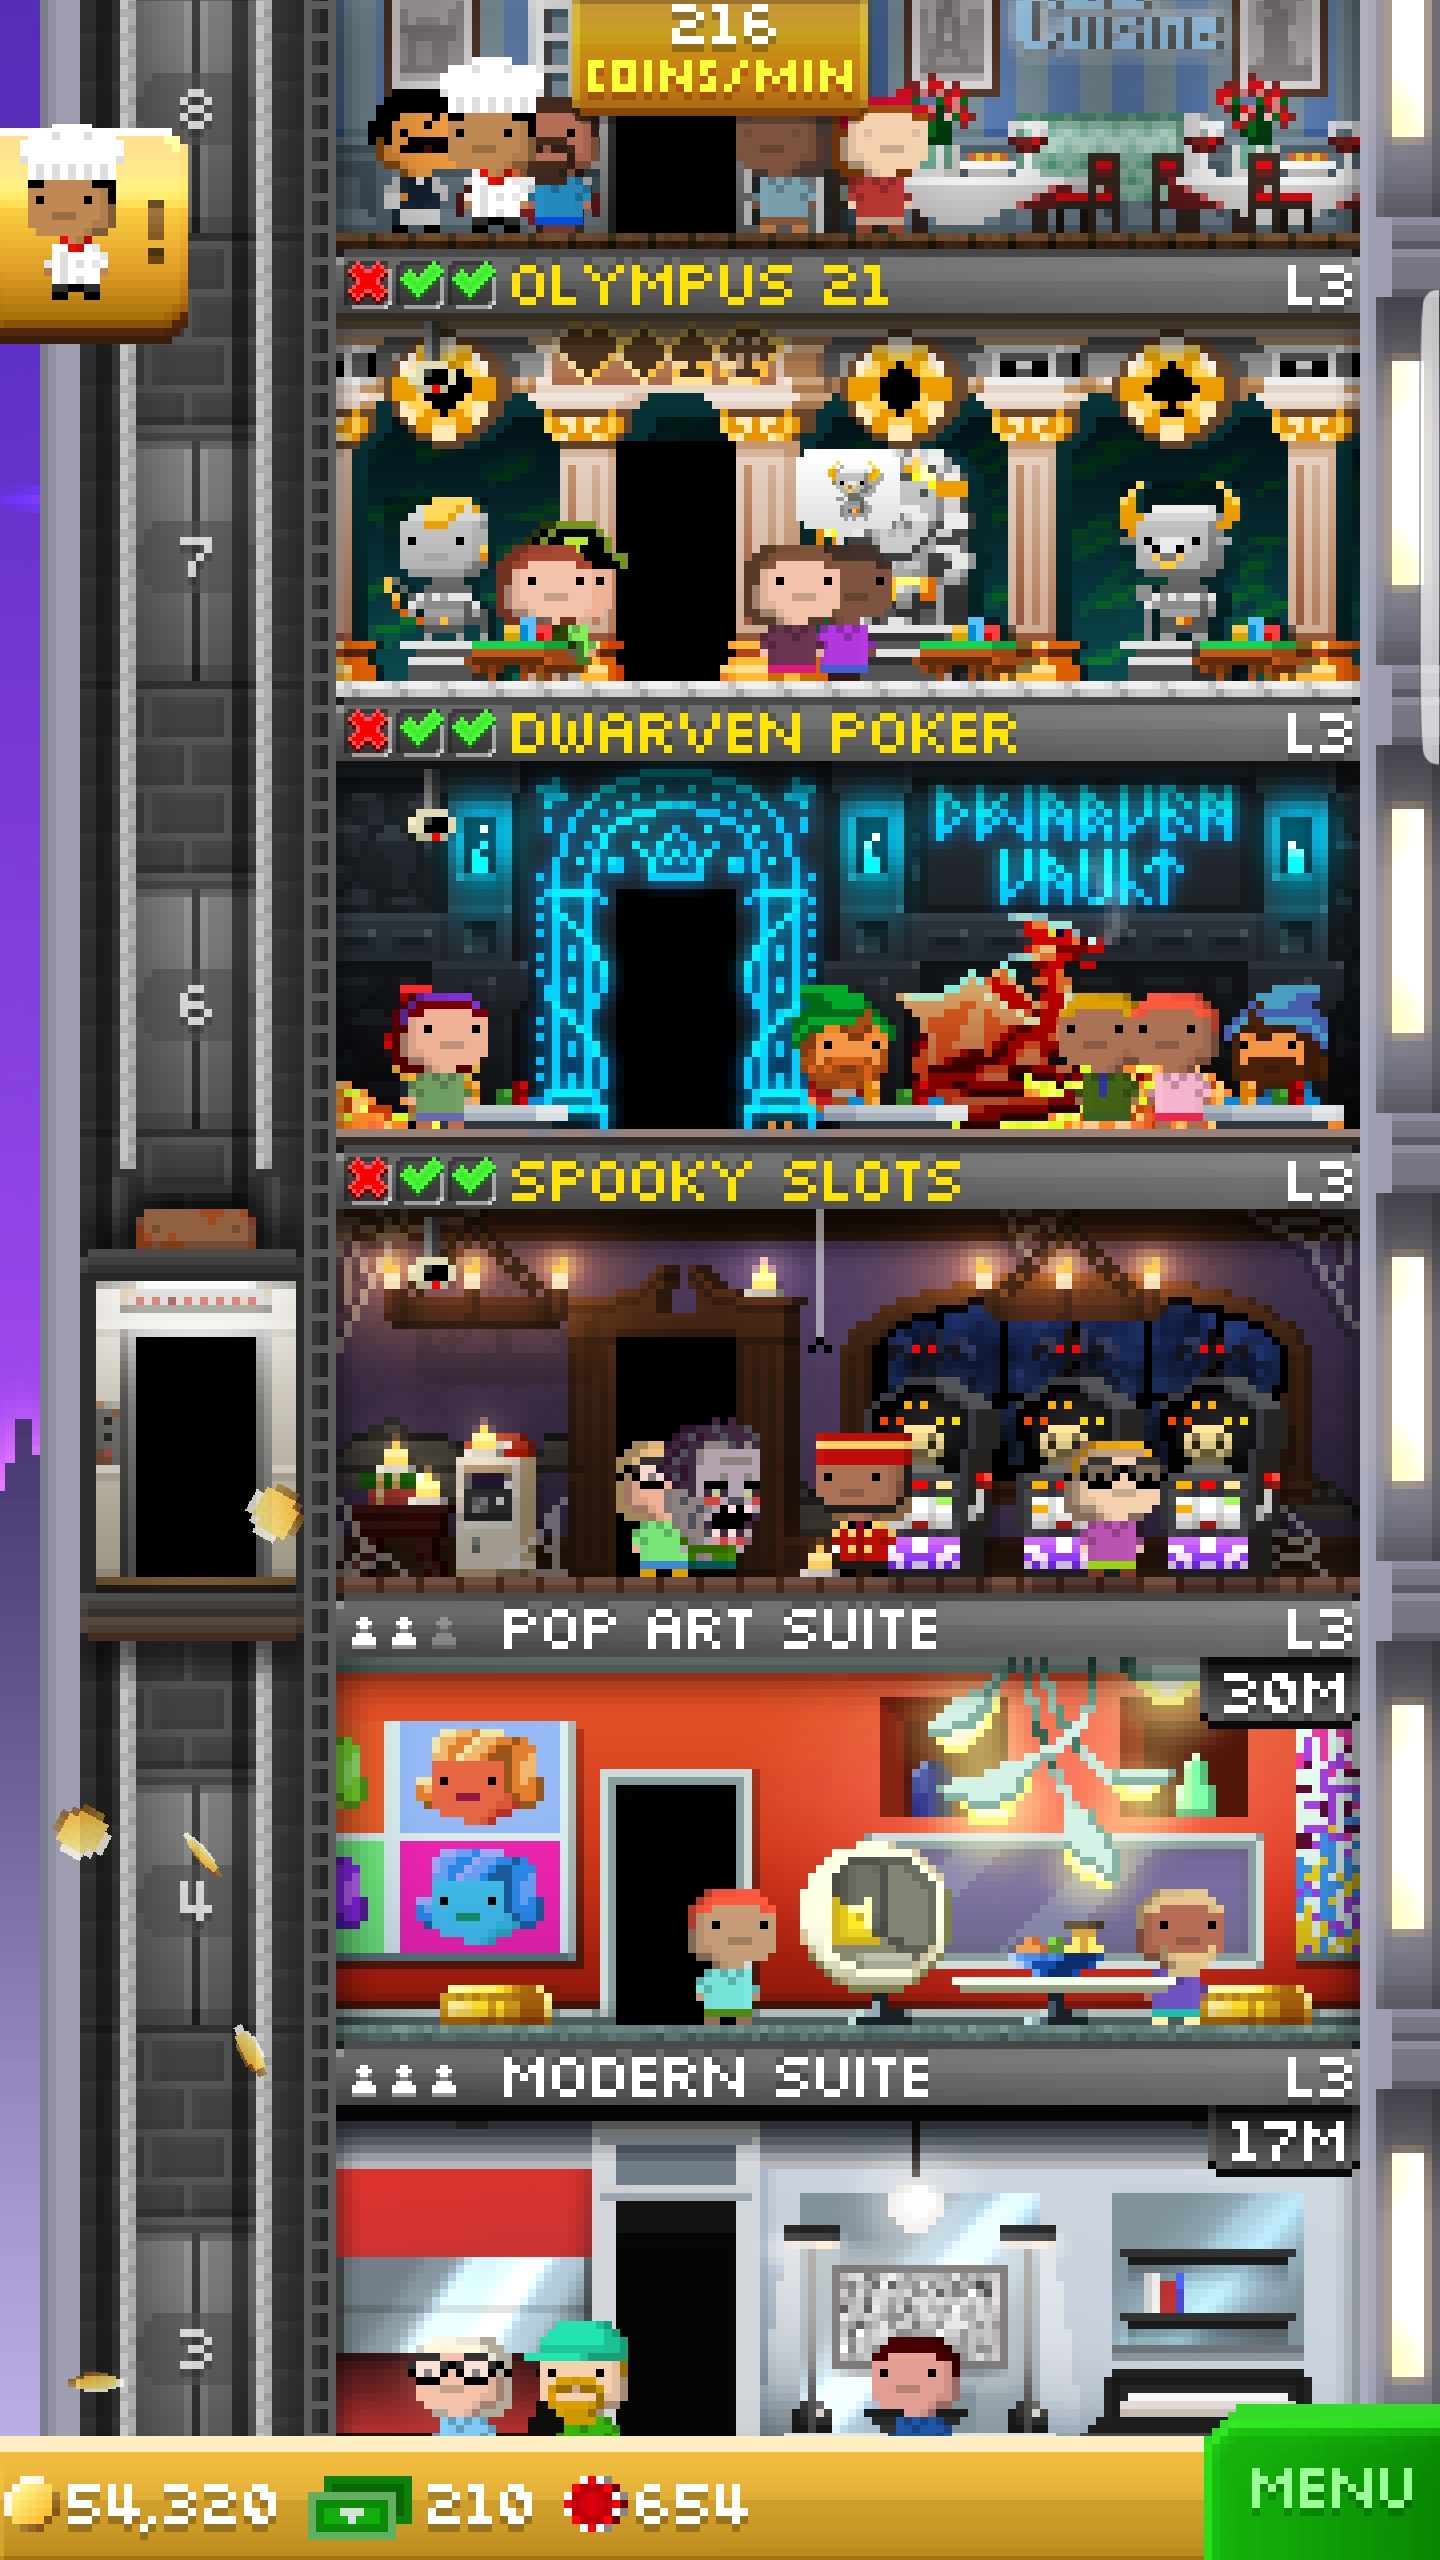 216
COINS/MIN
Cuisine
8
OLYMPUS 21 L3
7
DWARVEN POKER L3
DWARVEN
VAULT
6
SPOOKY SLOTS L3
POP ART SUITE L3
30M
4
MODERN SUITE L3
17M
3
54,320 210 654
MENU